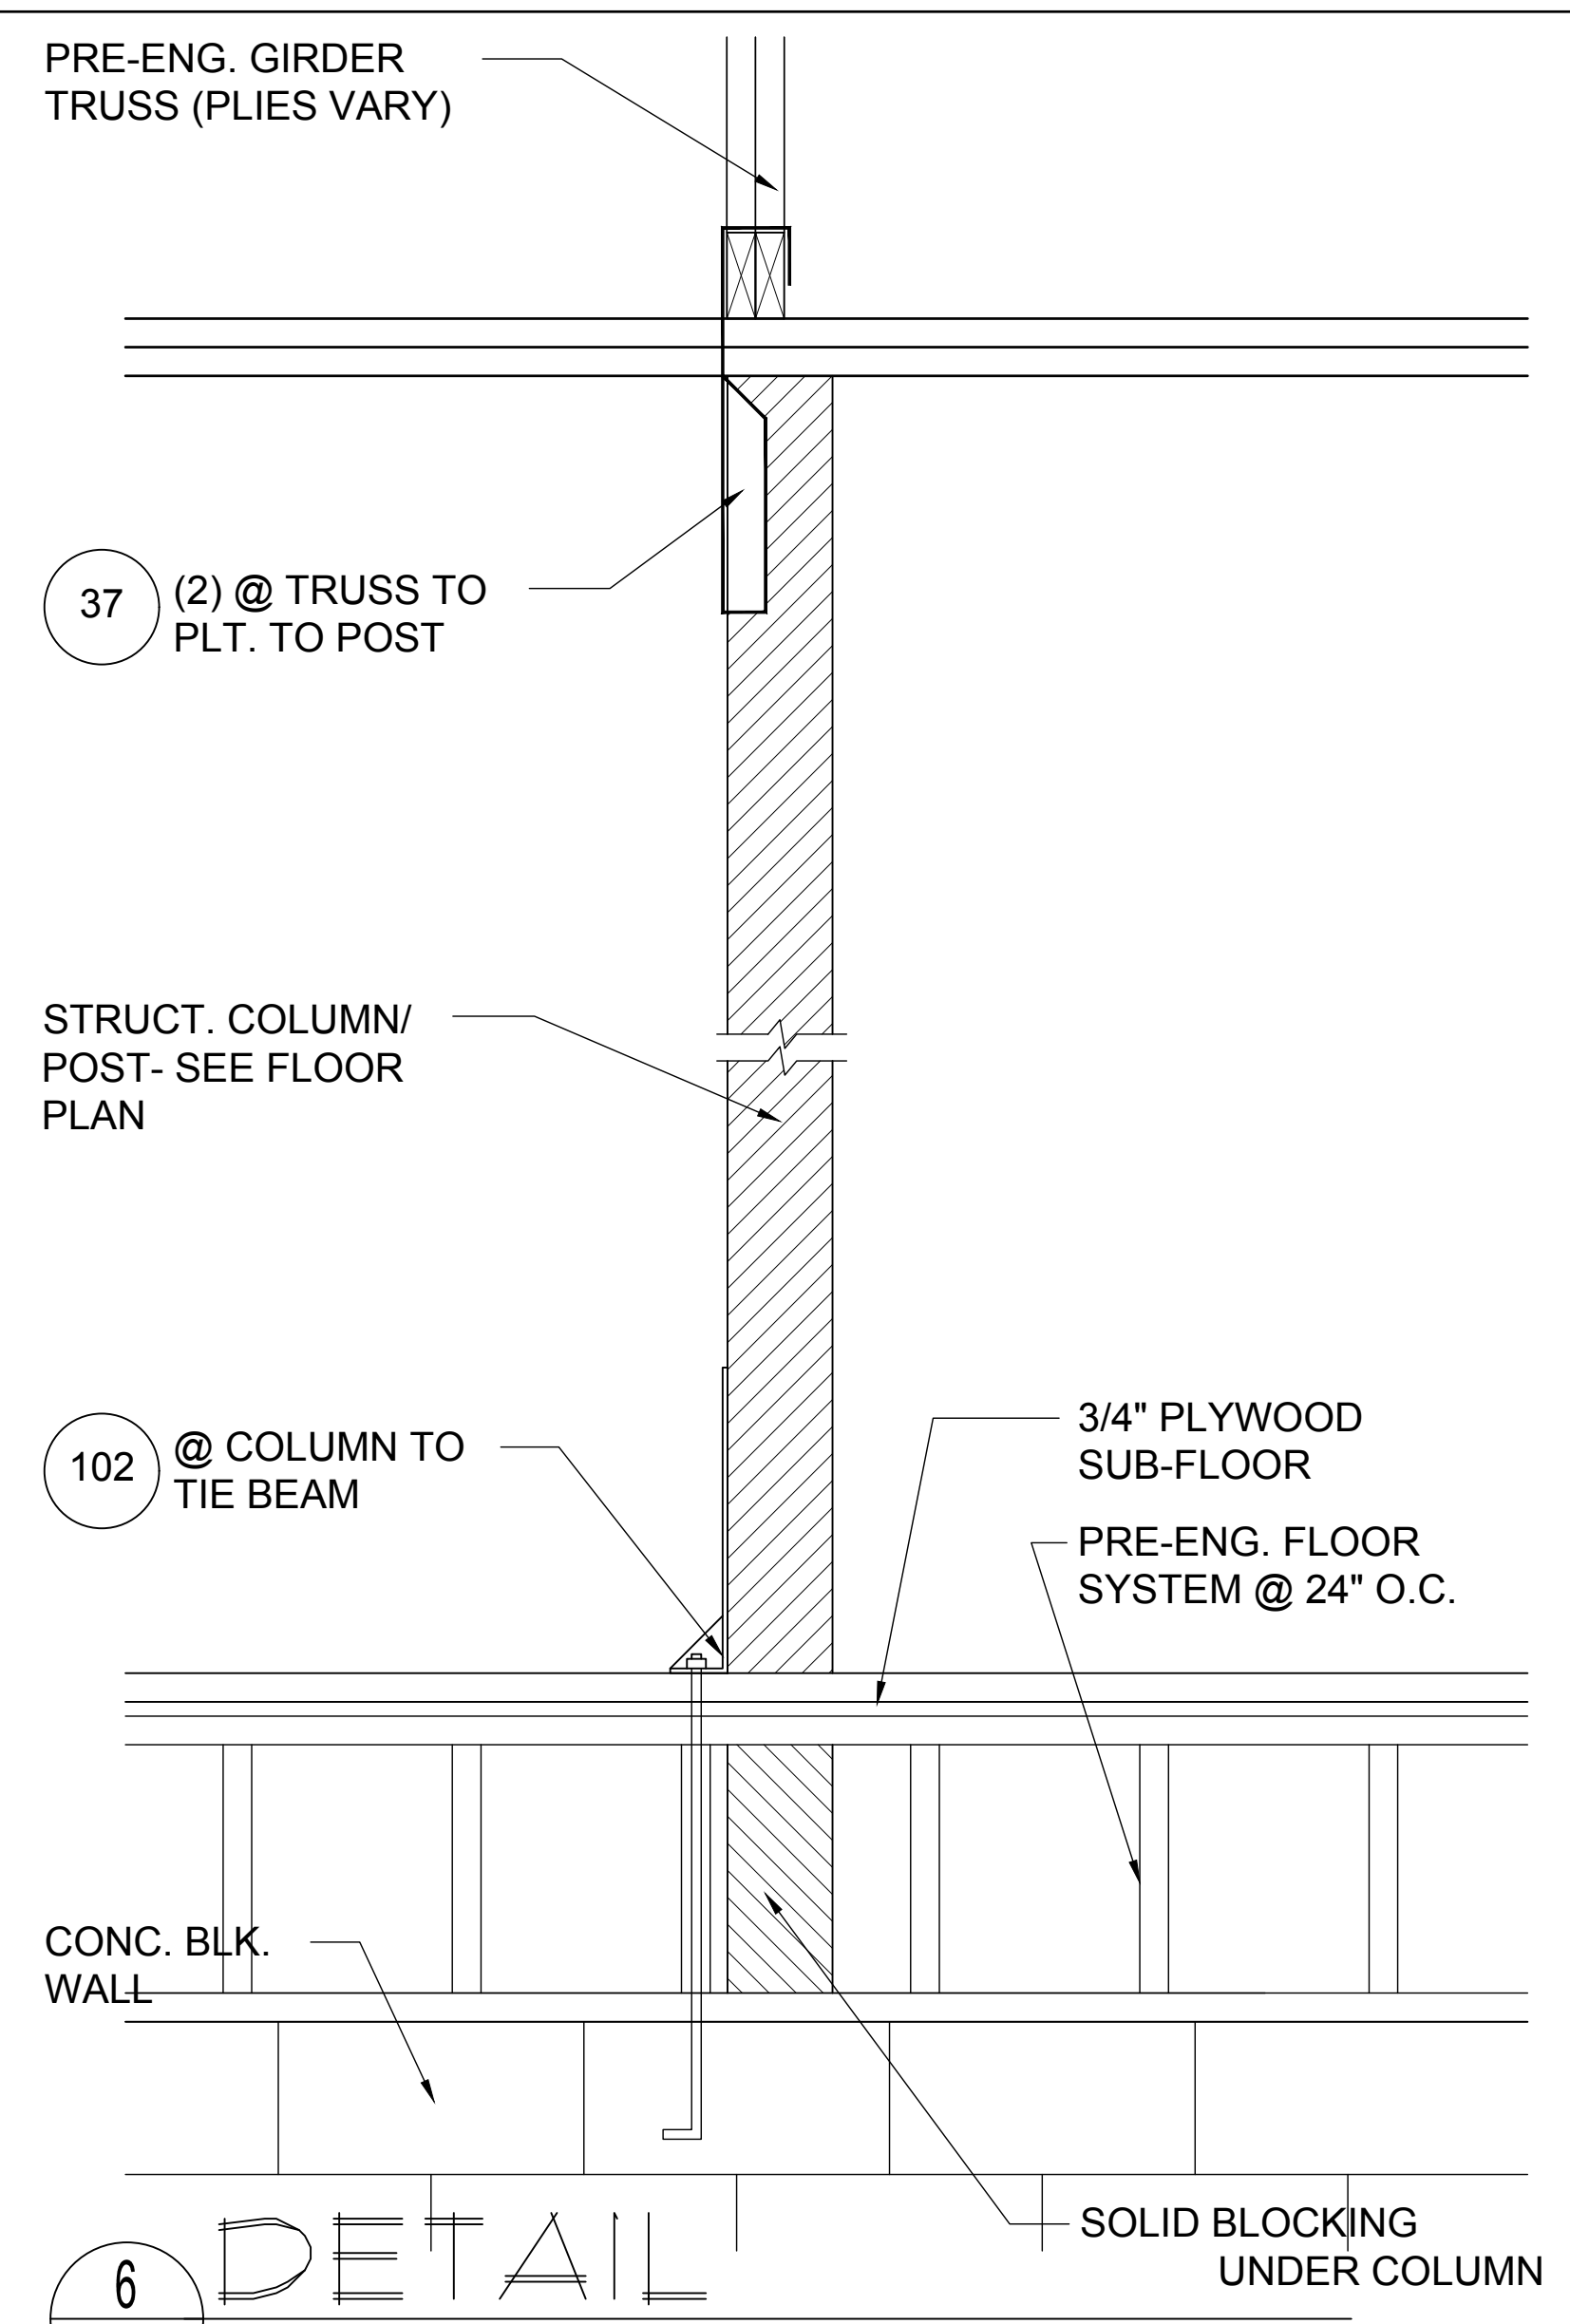 PRE-ENG. GIRDER
TRUSS (PLIES VARY)
37
(2) @ TRUSS TO
PLT. TO POST
STRUCT. COLUMN/
POST- SEE FLOOR
PLAN
102
@ COLUMN TO
TIE BEAM
3/4" PLYWOOD
SUB-FLOOR
PRE-ENG. FLOOR
SYSTEM @ 24" O.C.
CONC. BLK.
WALL
SOLID BLOCKING
UNDER COLUMN
6
DETAIL